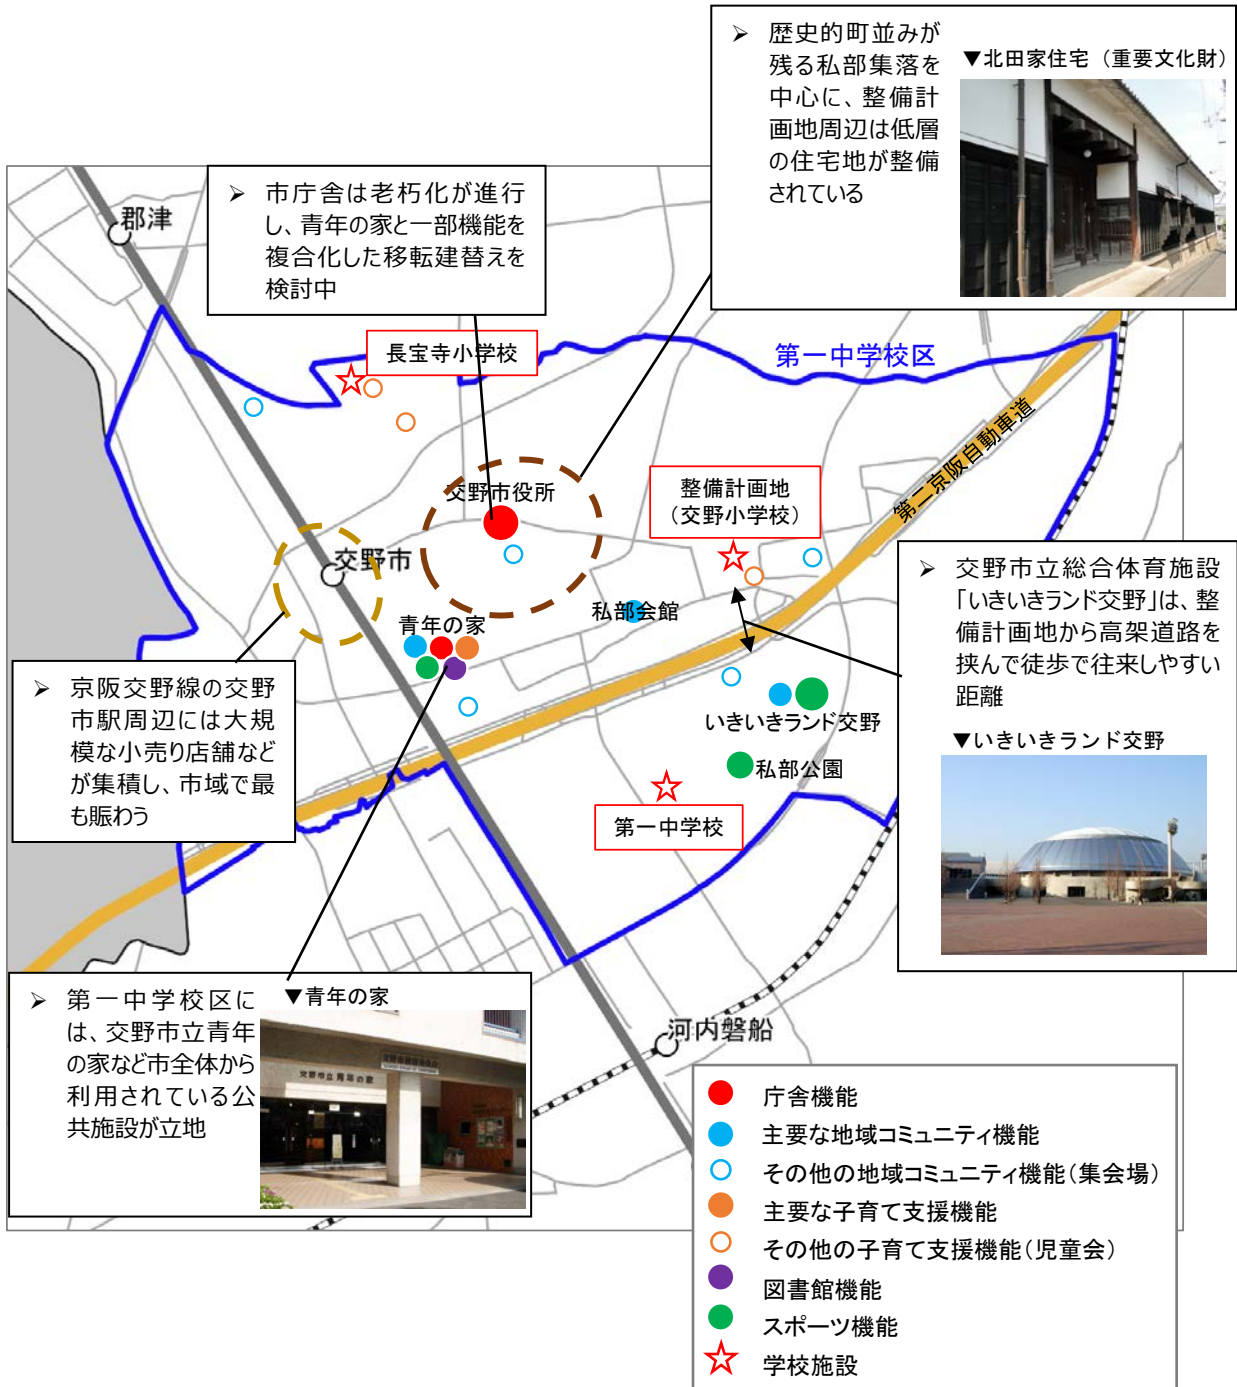 ➢ 歴史的町並みが
残る私部集落を
中心に、整備計
画地周辺は低層
の住宅地が整備
されている
▼北田家住宅（重要文化財）
➢ 市庁舎は老朽化が進行
し、青年の家と一部機能を
複合化した移転建替えを
検討中
郡津
長宝寺小学校
第一中学校区
第二京阪自動車道
交野市役所
整備計画地
（交野小学校）
交野市
私部会館
青年の家
➢ 交野市立総合体育施設
「いきいきランド交野」は、整
備計画地から高架道路を
挟んで徒歩で往来しやすい
距離
▼いきいきランド交野
➢ 京阪交野線の交野
市駅周辺には大規
模な小売り店舗など
が集積し、市域で最
も賑わう
いきいきランド交野
私部公園
第一中学校
➢ 第一中学校区に
は、交野市立青年
の家など市全体から
利用されている公
共施設が立地
▼青年の家
交野市立青年の家
河内磐船
庁舎機能
主要な地域コミュニティ機能
その他の地域コミュニティ機能（集会場）
主要な子育て支援機能
その他の子育て支援機能（児童会）
図書館機能
スポーツ機能
学校施設